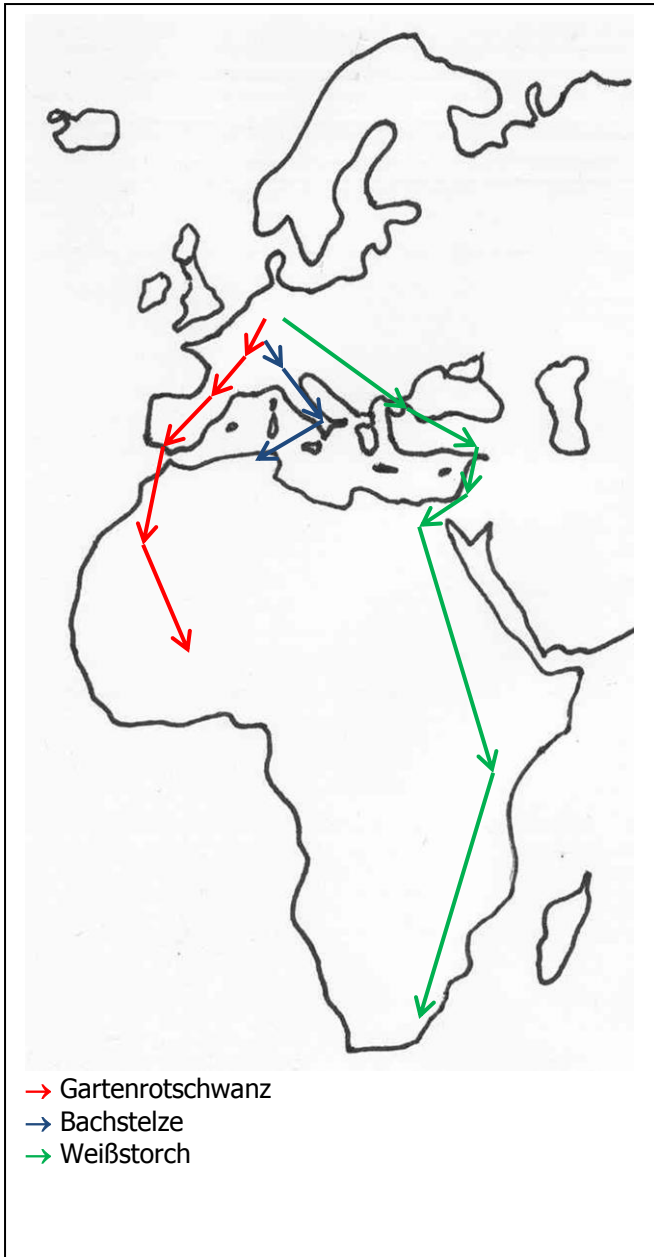 → Gartenrotschwanz
→ Bachstelze
→ Weißstorch